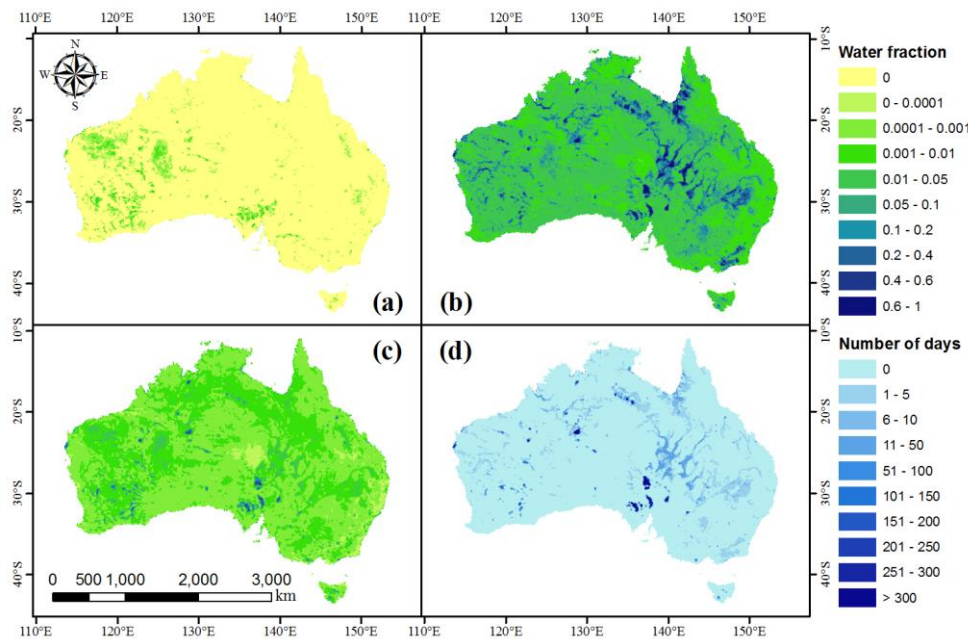 110°E 120°E 130°E 140°E 150°E 110°E 120°E 130°E 140°E 150°E
N
W E
S
10°S
20°S 20°S
30°S 30°S
40°S 40°S
(a) (b)
Water fraction
0
0 - 0.0001
0.0001 - 0.001
0.001 - 0.01
0.01 - 0.05
0.05 - 0.1
0.1 - 0.2
0.2 - 0.4
0.4 - 0.6
0.6 - 1
(c) (d)
10°S 10°S
20°S 20°S
30°S 30°S
40°S 40°S
0 500 1,000 2,000 3,000
km
Number of days
0
1 - 5
6 - 10
11 - 50
51 - 100
101 - 150
151 - 200
201 - 250
251 - 300
> 300
110°E 120°E 130°E 140°E 150°E 110°E 120°E 130°E 140°E 150°E